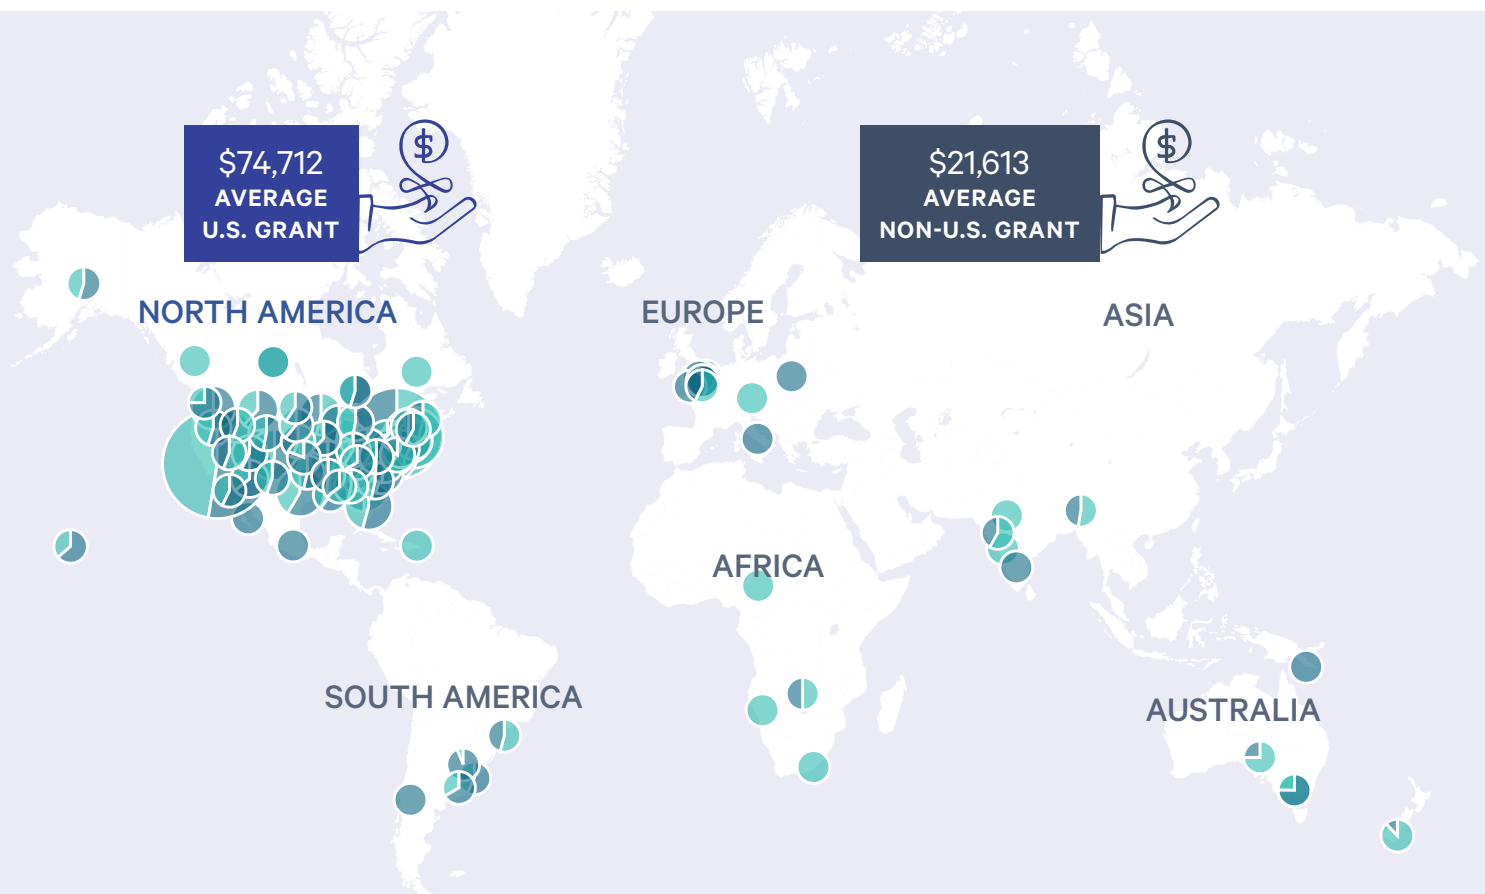 $74,712
AVERAGE
U.S. GRANT
$
$21,613
AVERAGE
NON-U.S. GRANT
$
NORTH AMERICA
EUROPE
ASIA
AFRICA
SOUTH AMERICA
AUSTRALIA